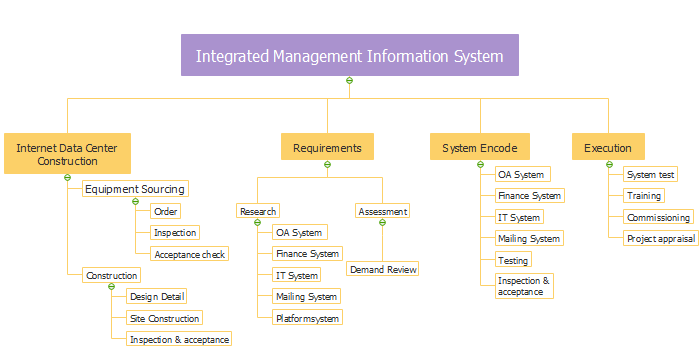 Integrated Management Information System
Internet Data Center
Construction
Equipment Sourcing
Order
Inspection
Acceptance check
Construction
Design Detail
Site Construction
Inspection & acceptance
Requirements
Research
OA System
Finance System
IT System
Mailing System
Platformsystem
Assessment
Demand Review
System Encode
OA System
Finance System
IT System
Mailing System
Testing
Inspection &
acceptance
Execution
System test
Training
Commissioning
Project appraisal